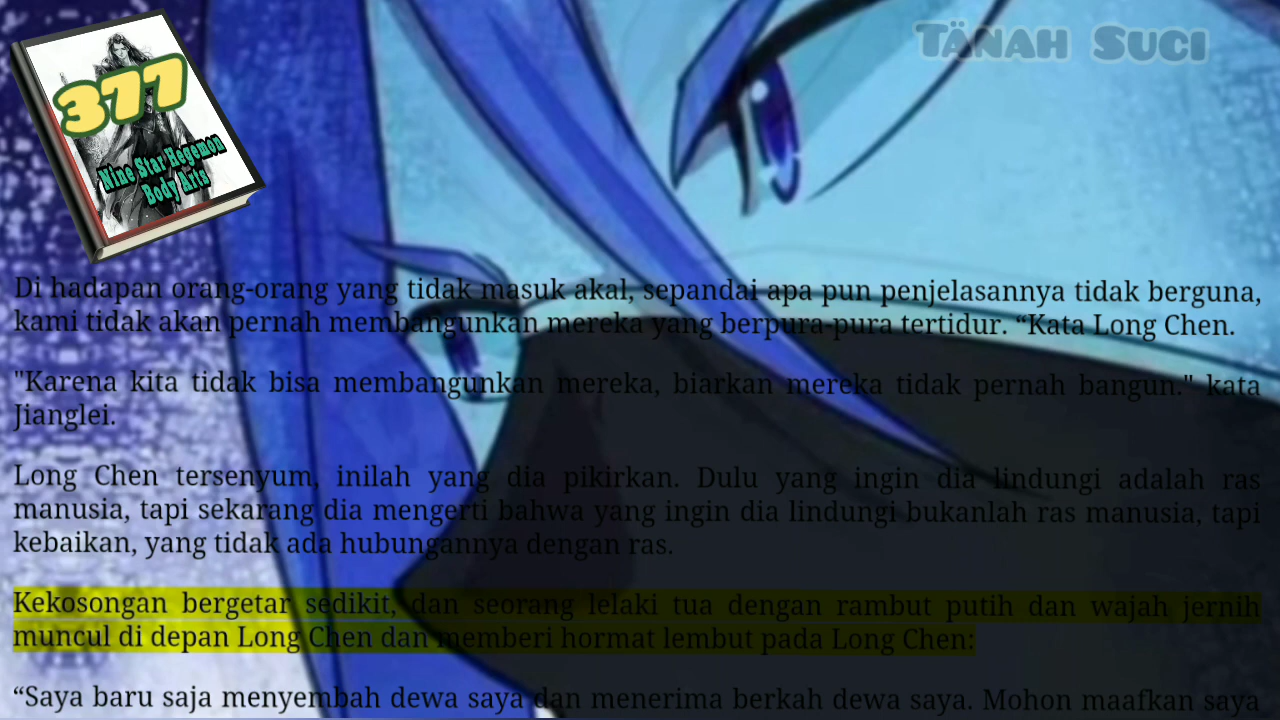 Tänah Suci
377
Nine Star Hegemon
Body Arts
Di hadapan orang-orang yang tidak masuk akal, sepandai apa pun penjelasannya tidak berguna,
kami tidak akan pernah membangunkan mereka yang berpura-pura tertidur. “Kata Long Chen.
"Karena kita tidak bisa membangunkan mereka, biarkan mereka tidak pernah bangun." kata
Jianglei.
Long Chen tersenyum, inilah yang dia pikirkan. Dulu yang ingin dia lindungi adalah ras
manusia, tapi sekarang dia mengerti bahwa yang ingin dia lindungi bukanlah ras manusia, tapi
kebaikan, yang tidak ada hubungannya dengan ras.
Kekosongan bergetar sedikit, dan seorang lelaki tua dengan rambut putih dan wajah jernih
muncul di depan Long Chen dan memberi hormat lembut pada Long Chen:
“Saya baru saja menyembah dewa saya dan menerima berkah dewa saya. Mohon maafkan saya